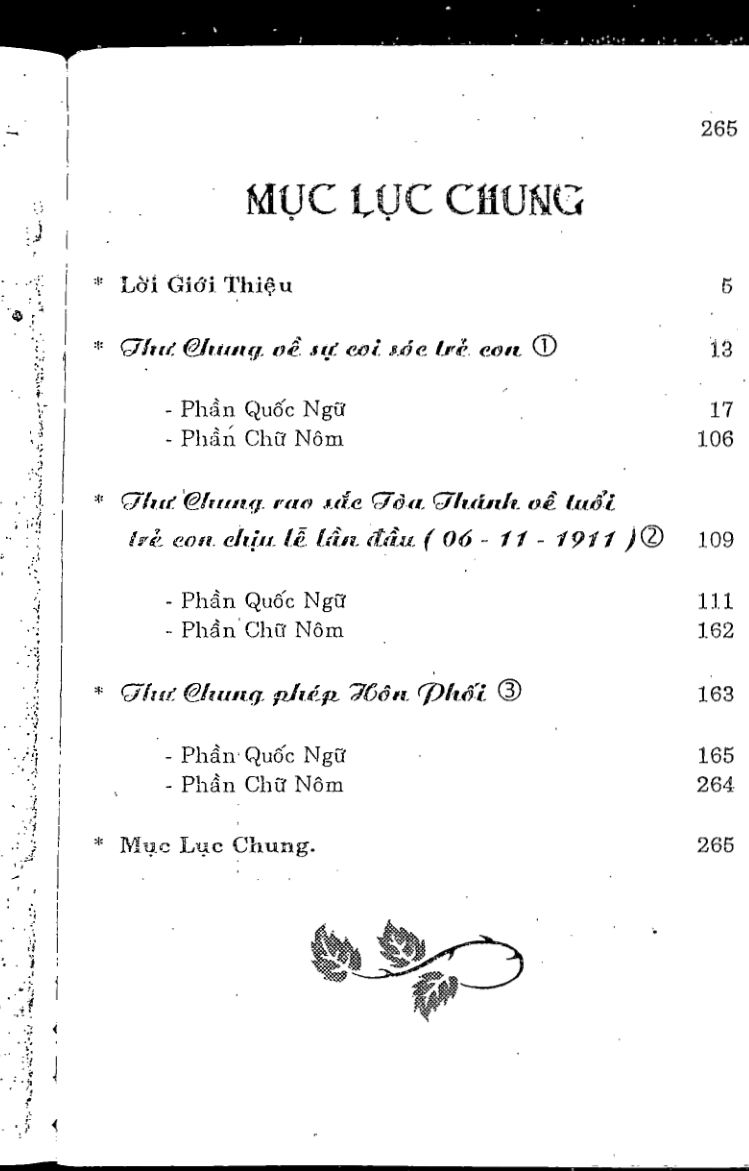 265
MỤC LỤC CHUNG
* Lời Giới Thiệu 5
* Thư Chung về sự coi sóc trẻ con ① 13
- Phần Quốc Ngữ 17
- Phần Chữ Nôm 106
* Thư Chung rao sắc Tòa Thánh về tuổi
trẻ con chịu lễ lần đầu ( 06 - 11 - 1911 ) ② 109
- Phần Quốc Ngữ 111
- Phần Chữ Nôm 162
* Thư Chung phép Hôn Phối ③ 163
- Phần Quốc Ngữ 165
- Phần Chữ Nôm 264
* Mục Lục Chung. 265